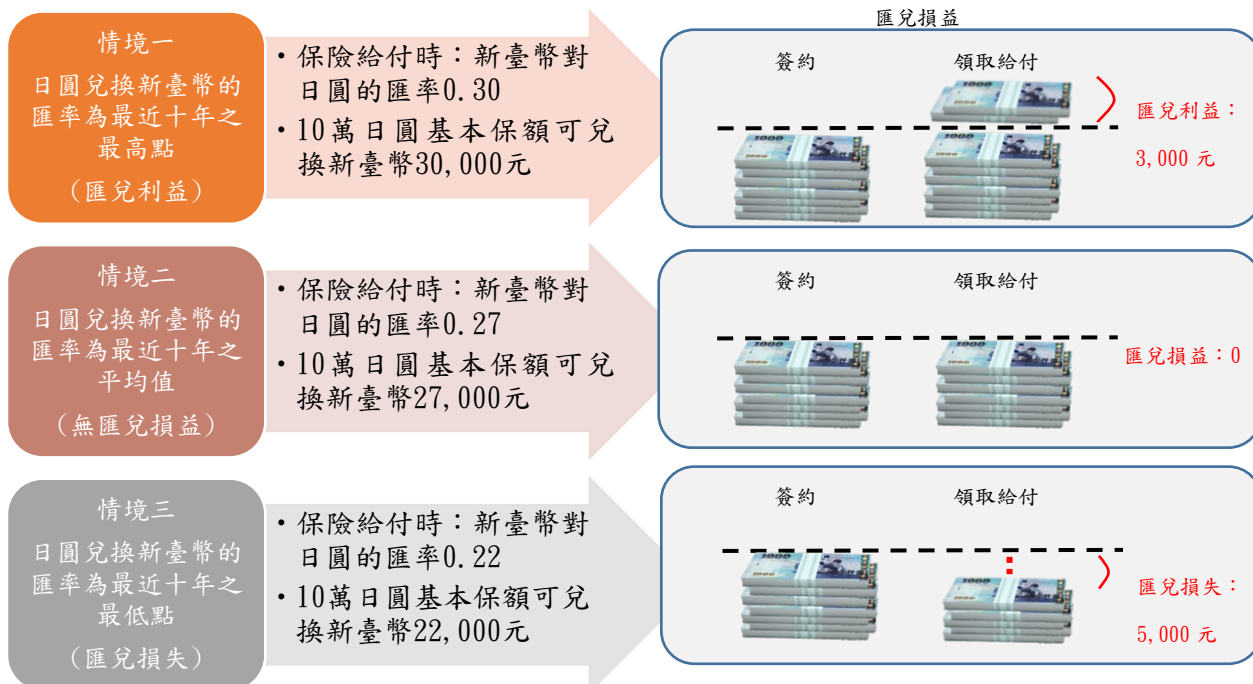 匯兌損益
情境一
日圓兌換新臺幣的
匯率為最近十年之
最高點
（匯兌利益）
・保險給付時：新臺幣對
日圓的匯率0.30
・10萬日圓基本保額可兌
換新臺幣30,000元
簽約
領取給付
匯兌利益：
3,000 元
情境二
日圓兌換新臺幣的
匯率為最近十年之
平均值
（無匯兌損益）
・保險給付時：新臺幣對
日圓的匯率0.27
・10萬日圓基本保額可兌
換新臺幣27,000元
簽約
領取給付
匯兌損益：0
情境三
日圓兌換新臺幣的
匯率為最近十年之
最低點
（匯兌損失）
・保險給付時：新臺幣對
日圓的匯率0.22
・10萬日圓基本保額可兌
換新臺幣22,000元
簽約
領取給付
匯兌損失：
5,000 元